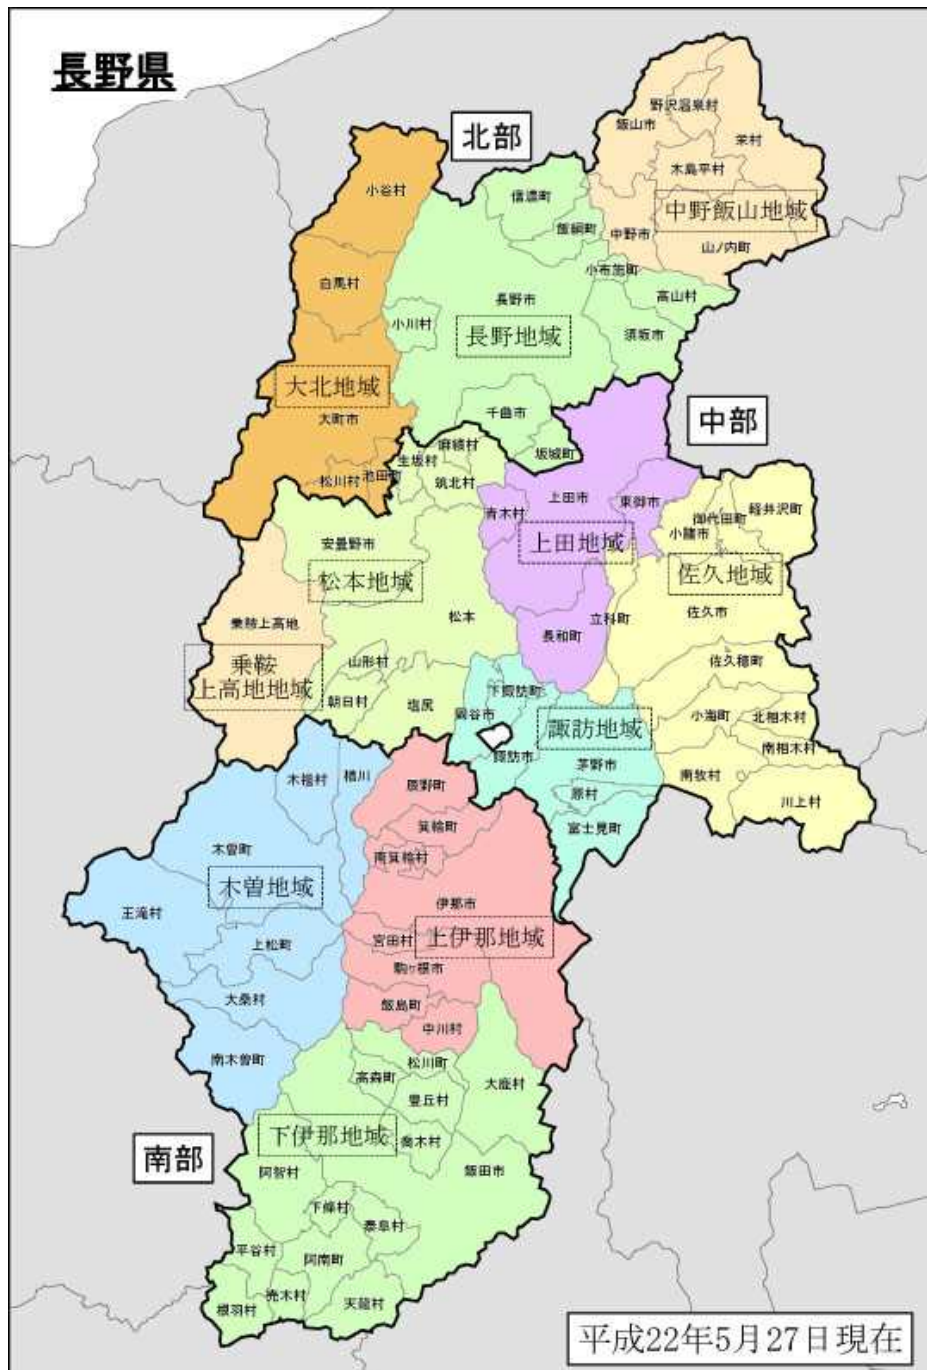 長野県
北部
野沢温泉村
飯山市
栄村
木島平村
小谷村
信濃町
中野飯山地域
飯綱町
中野市
山ノ内町
小布施町
白馬村
長野市
高山村
小川村
長野地域
須坂市
大北地域
大町市
千曲市
中部
坂城町
麻績村
生坂村
池田町
松川村
筑北村
上田市
東御市
軽井沢町
青木村
御代田町
小諸市
安曇野市
上田地域
松本地域
佐久地域
松本
立科町
佐久市
乗鞍上高地
長和町
山形村
佐久穂町
乗鞍
上高地地域
下諏訪町
朝日村
塩尻
岡谷市
小海町
北相木村
諏訪地域
南相木村
諏訪市
茅野市
木祖村
楢川
辰野町
南牧村
原村
川上村
箕輪町
富士見町
木曽町
南箕輪村
木曽地域
王滝村
伊那市
上松町
宮田村
上伊那地域
駒ヶ根市
大桑村
飯島町
中川村
南木曽町
松川町
高森町
大鹿村
豊丘村
下伊那地域
喬木村
南部
阿智村
飯田市
下條村
泰阜村
平谷村
阿南町
根羽村
売木村
天龍村
平成22年5月27日現在